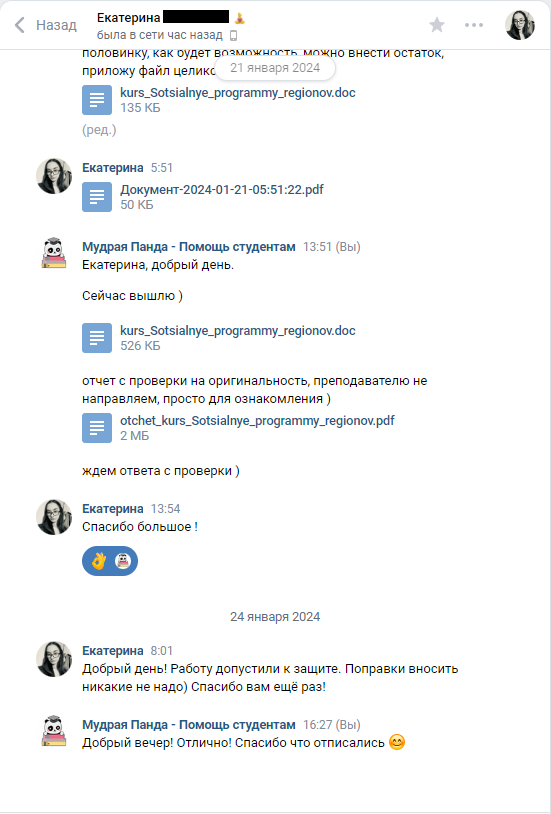 Назад
Екатерина
была в сети час назад
половинку, как будет возможность, можно внести остаток,
приложу файл целико
21 января 2024
kurs_Sotsialnye_programmy_regionov.doc
135 КБ
(ред.)
Екатерина 5:51
Документ-2024-01-21-05:51:22.pdf
50 КБ
Мудрая Панда - Помощь студентам 13:51 (Вы)
Екатерина, добрый день.
Сейчас вышлю )
kurs_Sotsialnye_programmy_regionov.doc
526 КБ
отчет с проверки на оригинальность, преподавателю не
направляем, просто для ознакомления )
otchet_kurs_Sotsialnye_programmy_regionov.pdf
2 МБ
ждем ответа с проверки )
Екатерина 13:54
Спасибо большое !
24 января 2024
Екатерина 8:01
Добрый день! Работу допустили к защите. Поправки вносить
никакие не надо) Спасибо вам ещё раз!
Мудрая Панда - Помощь студентам 16:27 (Вы)
Добрый вечер! Отлично! Спасибо что отписались 😊